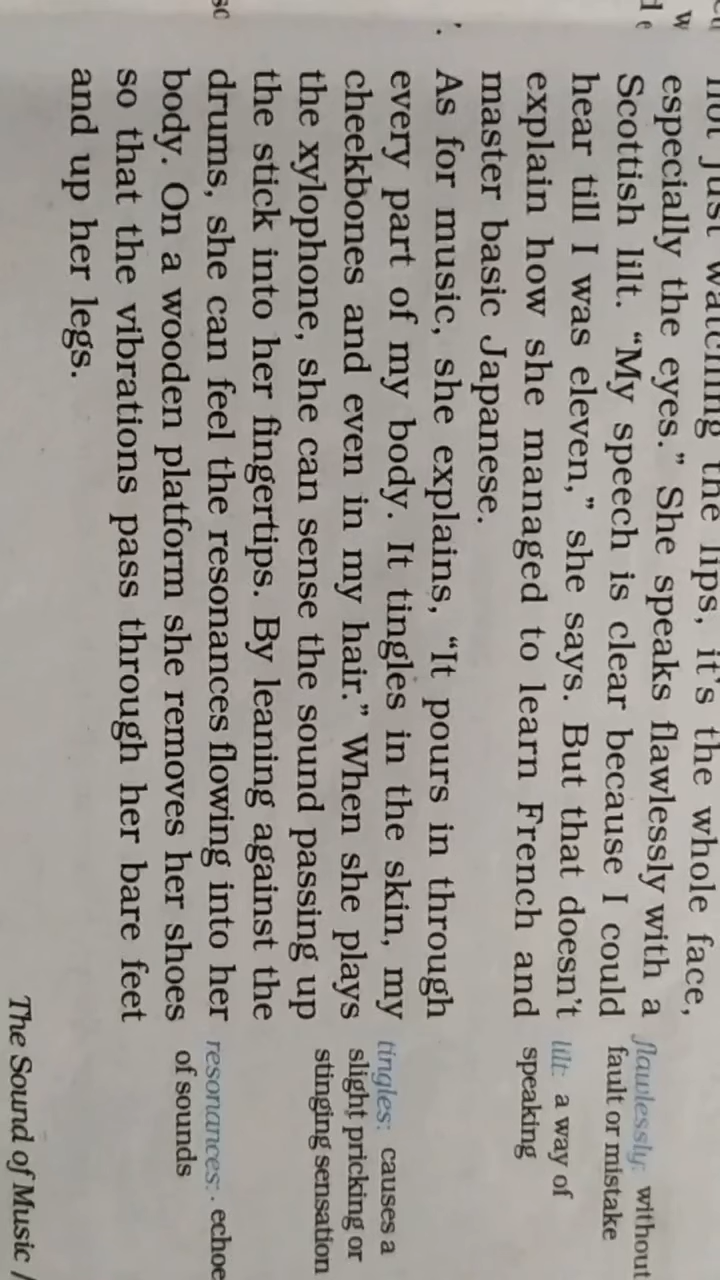 not just watching the lips, it's the whole face,
especially the eyes." She speaks flawlessly with a
Scottish lilt. "My speech is clear because I could
hear till I was eleven," she says. But that doesn't
explain how she managed to learn French and
master basic Japanese.
As for music, she explains, "It pours in through
every part of my body. It tingles in the skin, my
cheekbones and even in my hair." When she plays
the xylophone, she can sense the sound passing up
the stick into her fingertips. By leaning against the
drums, she can feel the resonances flowing into her
body. On a wooden platform she removes her shoes
so that the vibrations pass through her bare feet
and up her legs.
flawlessly: without
fault or mistake
lilt: a way of
speaking
tingles: causes a
slight pricking or
stinging sensation
resonances: echoe
of sounds
The Sound of Music /